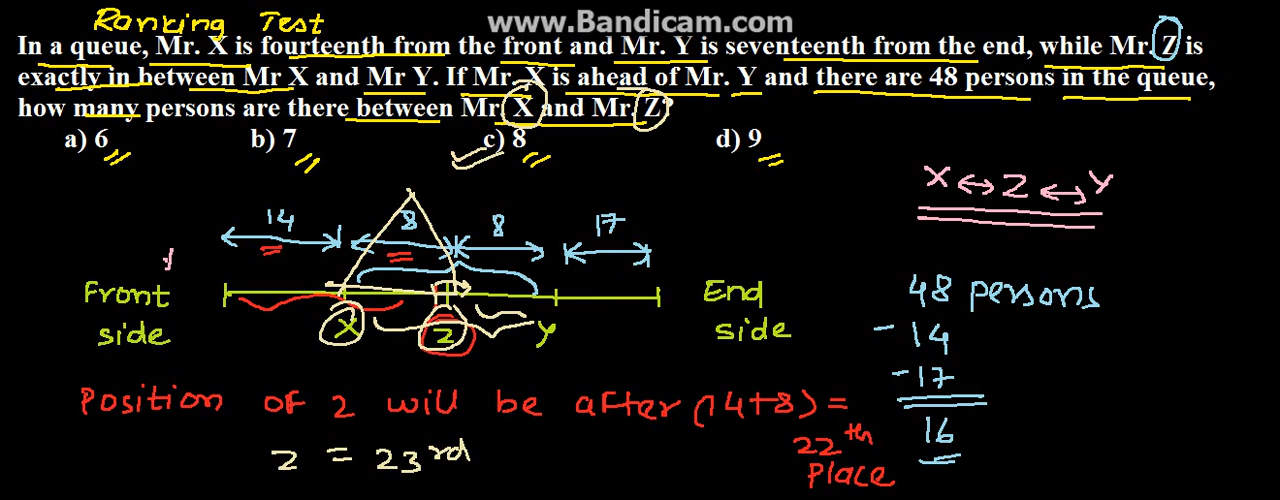 www.Bandicam.com
Ranking Test
In a queue, Mr. X is fourteenth from the front and Mr. Y is seventeenth from the end, while Mr. Z is
exactly in between Mr X and Mr Y. If Mr. X is ahead of Mr. Y and there are 48 persons in the queue,
how many persons are there between Mr. X and Mr. Z?
a) 6 b) 7 c) 8 d) 9
X ↔ Z ↔ Y
14 8 8 17
Front side
X Z Y
End side
48 persons
- 14
- 17
16
Position of Z will be after (14+8) =
22th
Place
Z = 23rd